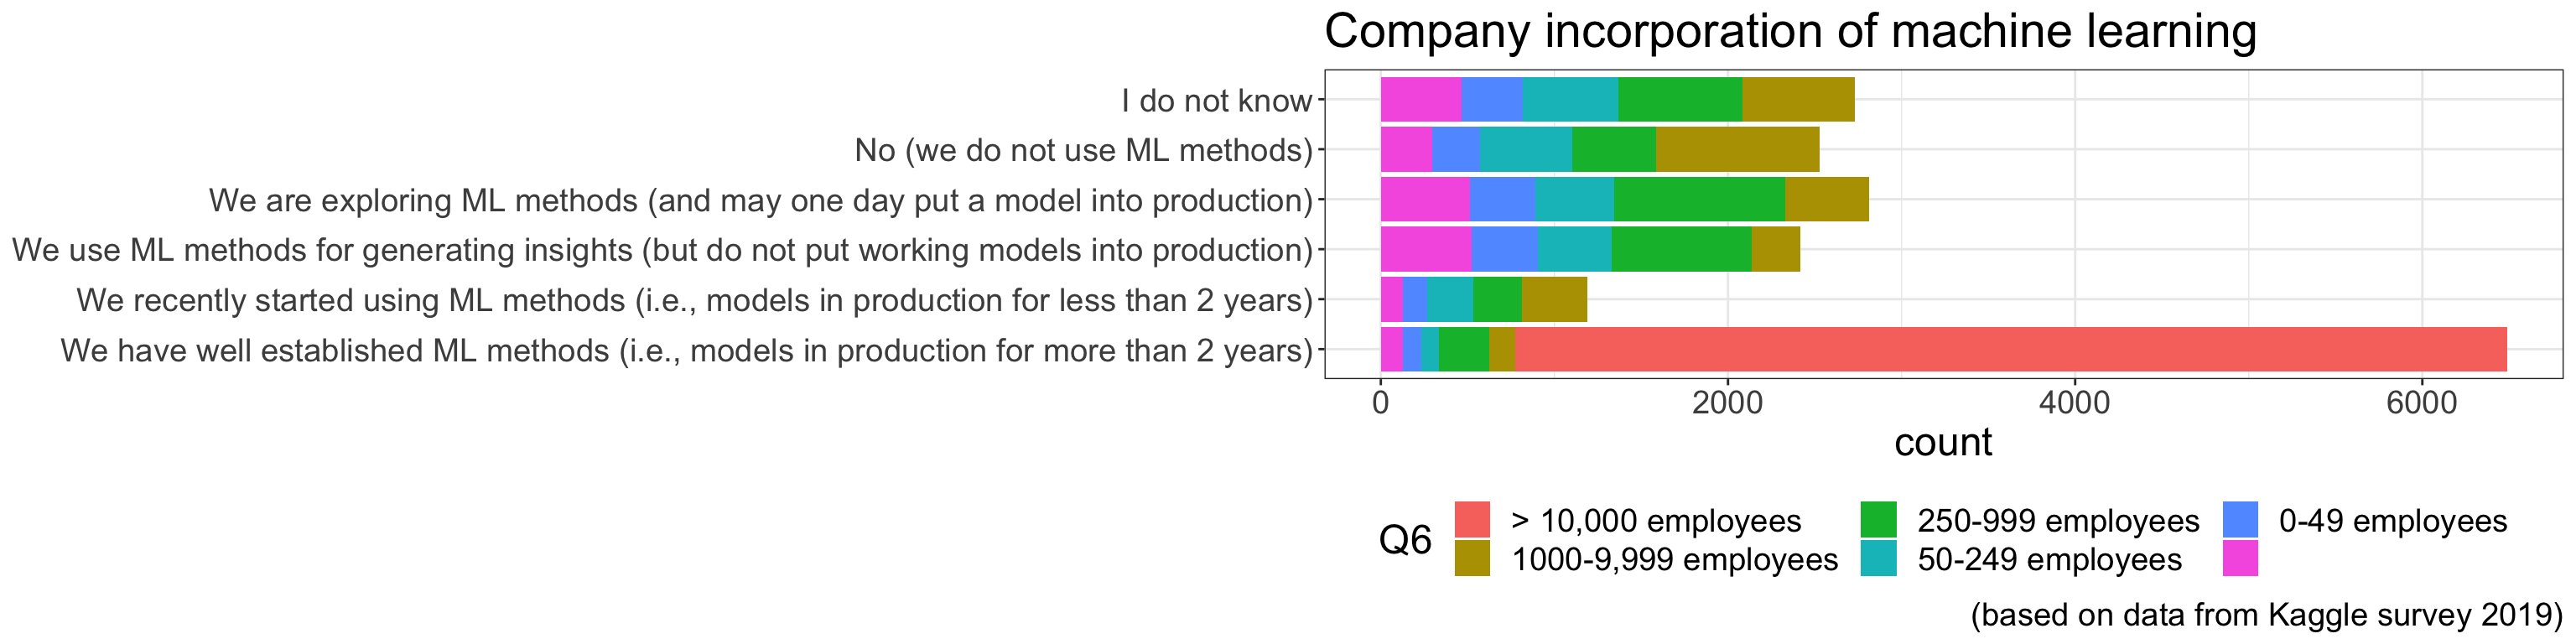 Company incorporation of machine learning
I do not know
No (we do not use ML methods)
We are exploring ML methods (and may one day put a model into production)
We use ML methods for generating insights (but do not put working models into production)
We recently started using ML methods (i.e., models in production for less than 2 years)
We have well established ML methods (i.e., models in production for more than 2 years)
0 2000 4000 6000
count
Q6
> 10,000 employees 250-999 employees 0-49 employees
1000-9,999 employees 50-249 employees
(based on data from Kaggle survey 2019)